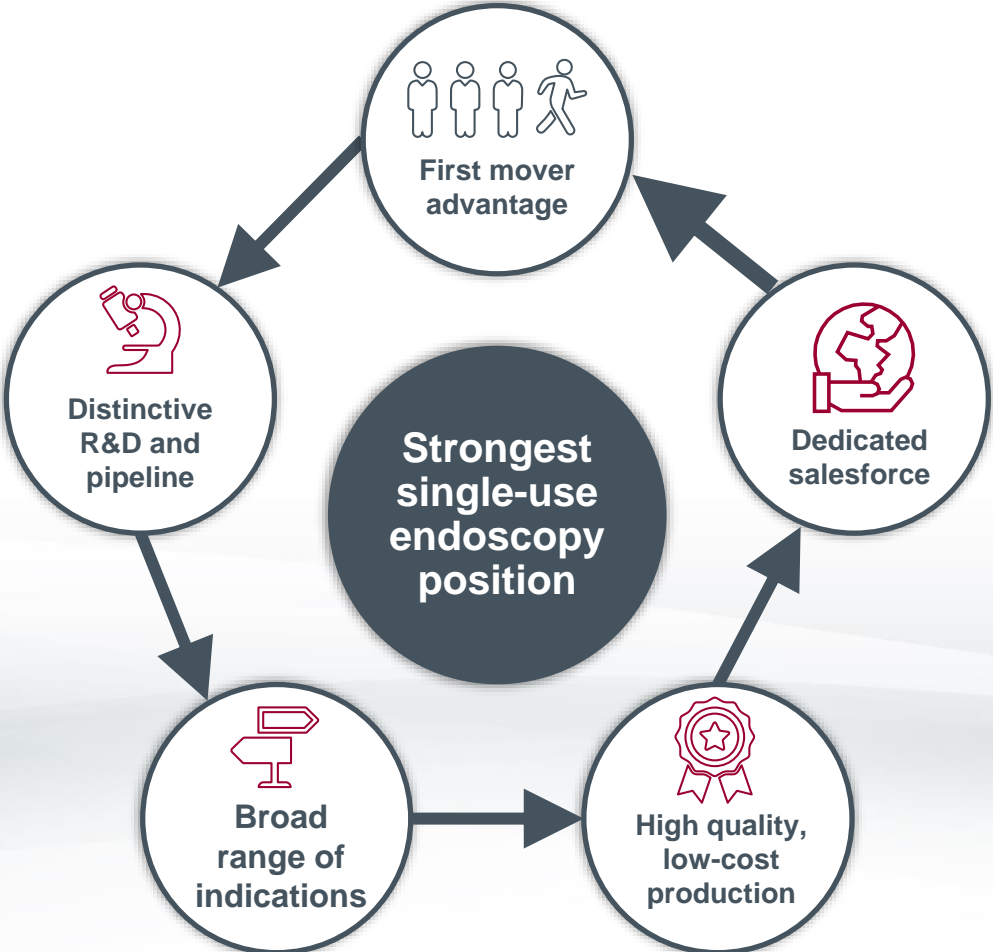 First mover
advantage
Distinctive
R&D and
pipeline
Strongest
single-use
endoscopy
position
Dedicated
salesforce
Broad
range of
indications
High quality,
low-cost
production